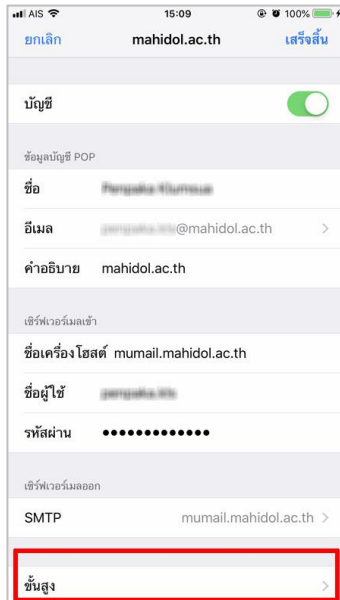 AIS 15:09 100%
ยกเลิก mahidol.ac.th เสร็จสิ้น
บัญชี
ข้อมูลบัญชี POP
ชื่อ
อีเมล @mahidol.ac.th
คำอธิบาย mahidol.ac.th
เซิร์ฟเวอร์เมลเข้า
ชื่อเครื่องโฮสต์ mumail.mahidol.ac.th
ชื่อผู้ใช้
รหัสผ่าน •••••••••••••
เซิร์ฟเวอร์เมลออก
SMTP mumail.mahidol.ac.th
ขั้นสูง